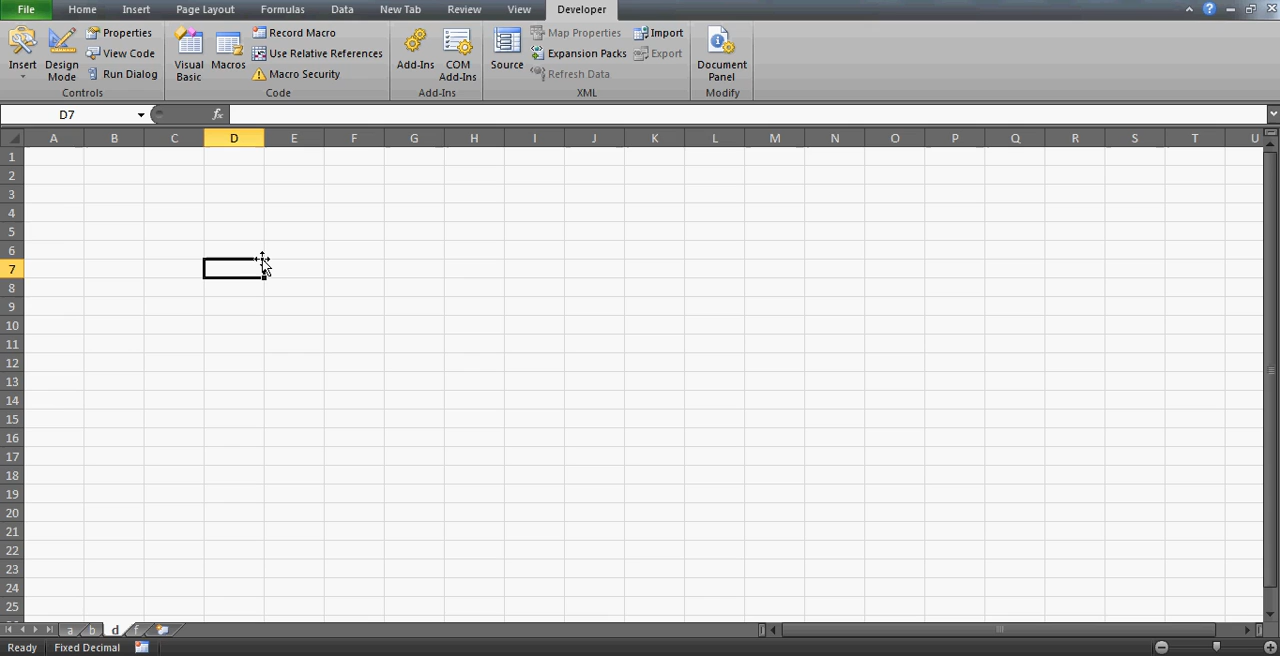 File Home Insert Page Layout Formulas Data New Tab Review View Developer
Insert
Design Mode
Properties
View Code
Run Dialog
Controls
Visual Basic
Macros
Record Macro
Use Relative References
Macro Security
Code
Add-Ins
COM Add-Ins
Add-Ins
Source
Map Properties
Expansion Packs
Refresh Data
Import
Export
XML
Document Panel
Modify
D7 fx
A B C D E F G H I J K L M N O P Q R S T U
1
2
3
4
5
6
7
8
9
10
11
12
13
14
15
16
17
18
19
20
21
22
23
24
25
a b d f
Ready Fixed Decimal